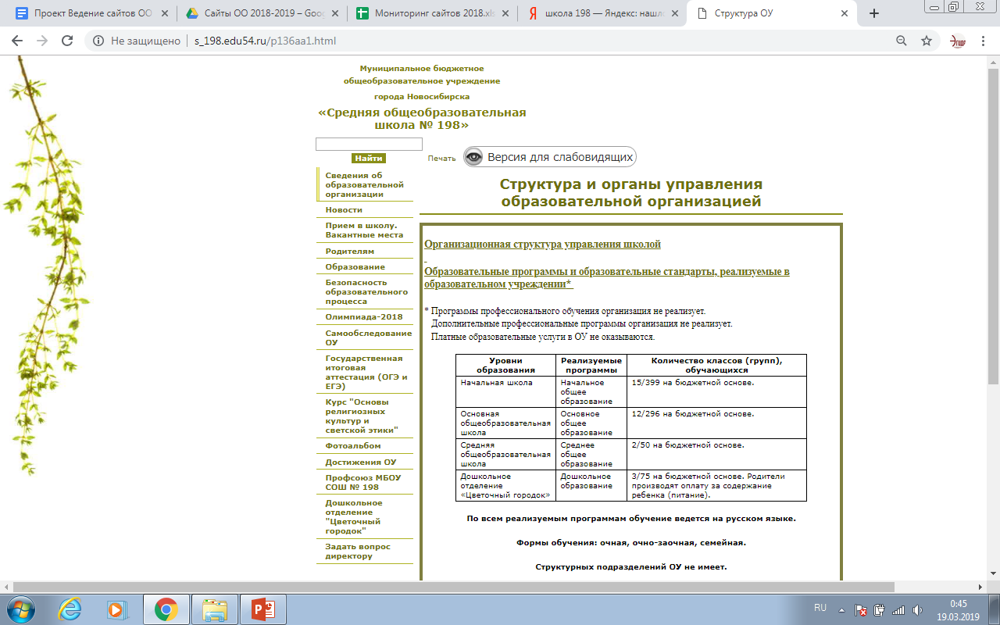 Проект Ведение сайтов ОО
Сайты ОО 2018-2019 – Goo
Мониторинг сайтов 2018.xls
школа 198 — Яндекс: нашл
Структура ОУ
Не защищено
s_198.edu54.ru/p136aa1.html
Муниципальное бюджетное
общеобразовательное учреждение
города Новосибирска
«Средняя общеобразовательная
школа № 198»
Найти
Печать
Версия для слабовидящих
Сведения об
образовательной
организации
Новости
Прием в школу.
Вакантные места
Родителям
Образование
Безопасность
образовательного
процесса
Олимпиада-2018
Самообследование
ОУ
Государственная
итоговая
аттестация (ОГЭ и
ЕГЭ)
Курс "Основы
религиозных
культур и
светской этики"
Фотоальбом
Достижения ОУ
Профсоюз МБОУ
СОШ № 198
Дошкольное
отделение
"Цветочный
городок"
Задать вопрос
директору
Структура и органы управления
образовательной организацией
Организационная структура управления школой
Образовательные программы и образовательные стандарты, реализуемые в
образовательном учреждении*
* Программы профессионального обучения организация не реализует.
Дополнительные профессиональные программы организация не реализует.
Платные образовательные услуги в ОУ не оказываются.
Уровни
образования
Реализуемые
программы
Количество классов (групп),
обучающихся
Начальная школа
Начальное
общее
образование
15/399 на бюджетной основе.
Основная
общеобразовательная
школа
Основное
общее
образование
12/296 на бюджетной основе.
Средняя
общеобразовательная
школа
Среднее
общее
образование
2/50 на бюджетной основе.
Дошкольное
отделение
«Цветочный городок»
Дошкольное
образование
3/75 на бюджетной основе. Родители
производят оплату за содержание
ребенка (питание).
По всем реализуемым программам обучение ведется на русском языке.
Формы обучения: очная, очно-заочная, семейная.
Структурных подразделений ОУ не имеет.
RU
0:45
19.03.2019